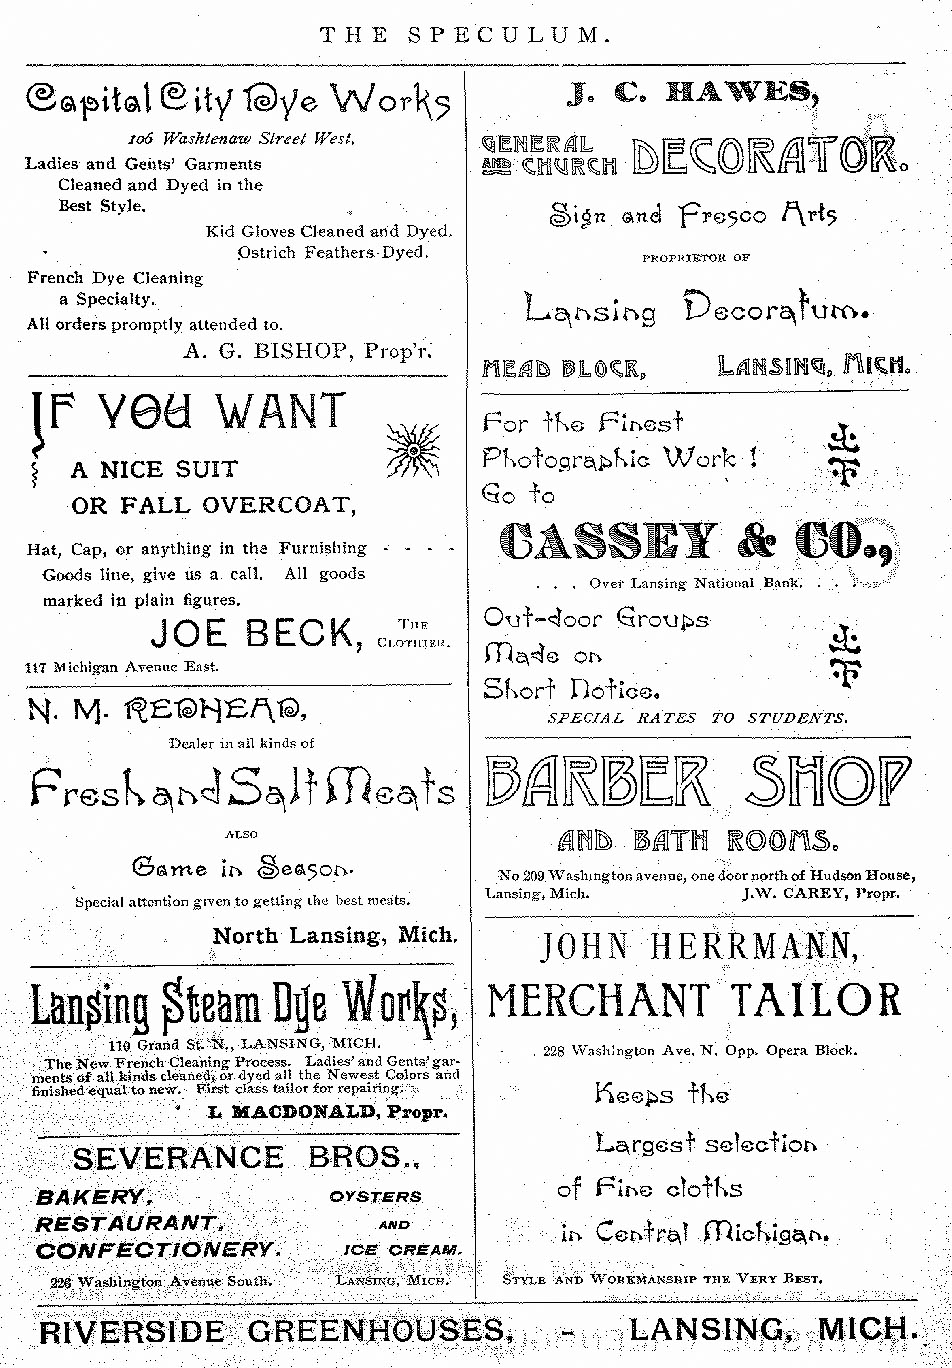 THE SPECULUM.
Capital City Dye Works
106 Washtenaw Street West.
Ladies and Gents' Garments
Cleaned and Dyed in the
Best Style.
Kid Gloves Cleaned and Dyed.
Ostrich Feathers Dyed.
French Dye Cleaning
a Specialty.
All orders promptly attended to.
A. G. BISHOP, Prop'r.
IF YOU WANT
A NICE SUIT
OR FALL OVERCOAT,
Hat, Cap, or anything in the Furnishing - - - -
Goods line, give us a call. All goods
marked in plain figures.
JOE BECK, THE CLOTHIER.
117 Michigan Avenue East.
N. M. REDHEAD,
Dealer in all kinds of
Fresh and Salt Meats
ALSO
Game in Season.
Special attention given to getting the best meats.
North Lansing, Mich.
Lansing Steam Dye Works,
110 Grand St. N., LANSING, MICH.
The New French Cleaning Process. Ladies' and Gents' gar-
ments of all kinds cleaned, or dyed all the Newest Colors and
finished equal to new. First class tailor for repairing.
L MACDONALD, Propr.
SEVERANCE BROS.,
BAKERY, OYSTERS
RESTAURANT, AND
CONFECTIONERY. ICE CREAM.
226 Washington Avenue South. LANSING, MICH.
J. C. HAWES,
GENERAL AND CHURCH DECORATOR.
Sign and Fresco Arts
PROPRIETOR OF
Lansing Decoratum.
MEAD BLOCK, LANSING, MICH.
For the Finest
Photographic Work !
Go to
CASSEY & CO.,
. . . Over Lansing National Bank. . . .
Out-door Groups
Made on
Short Notice.
SPECIAL RATES TO STUDENTS.
BARBER SHOP
AND BATH ROOMS.
No 209 Washington avenue, one door north of Hudson House,
Lansing, Mich. J.W. CAREY, Propr.
JOHN HERRMANN,
MERCHANT TAILOR
228 Washington Ave. N. Opp. Opera Block.
Keeps the
Largest selection
of Fine cloths
in Central Michigan.
STYLE AND WORKMANSHIP THE VERY BEST.
RIVERSIDE GREENHOUSES, - LANSING, MICH.